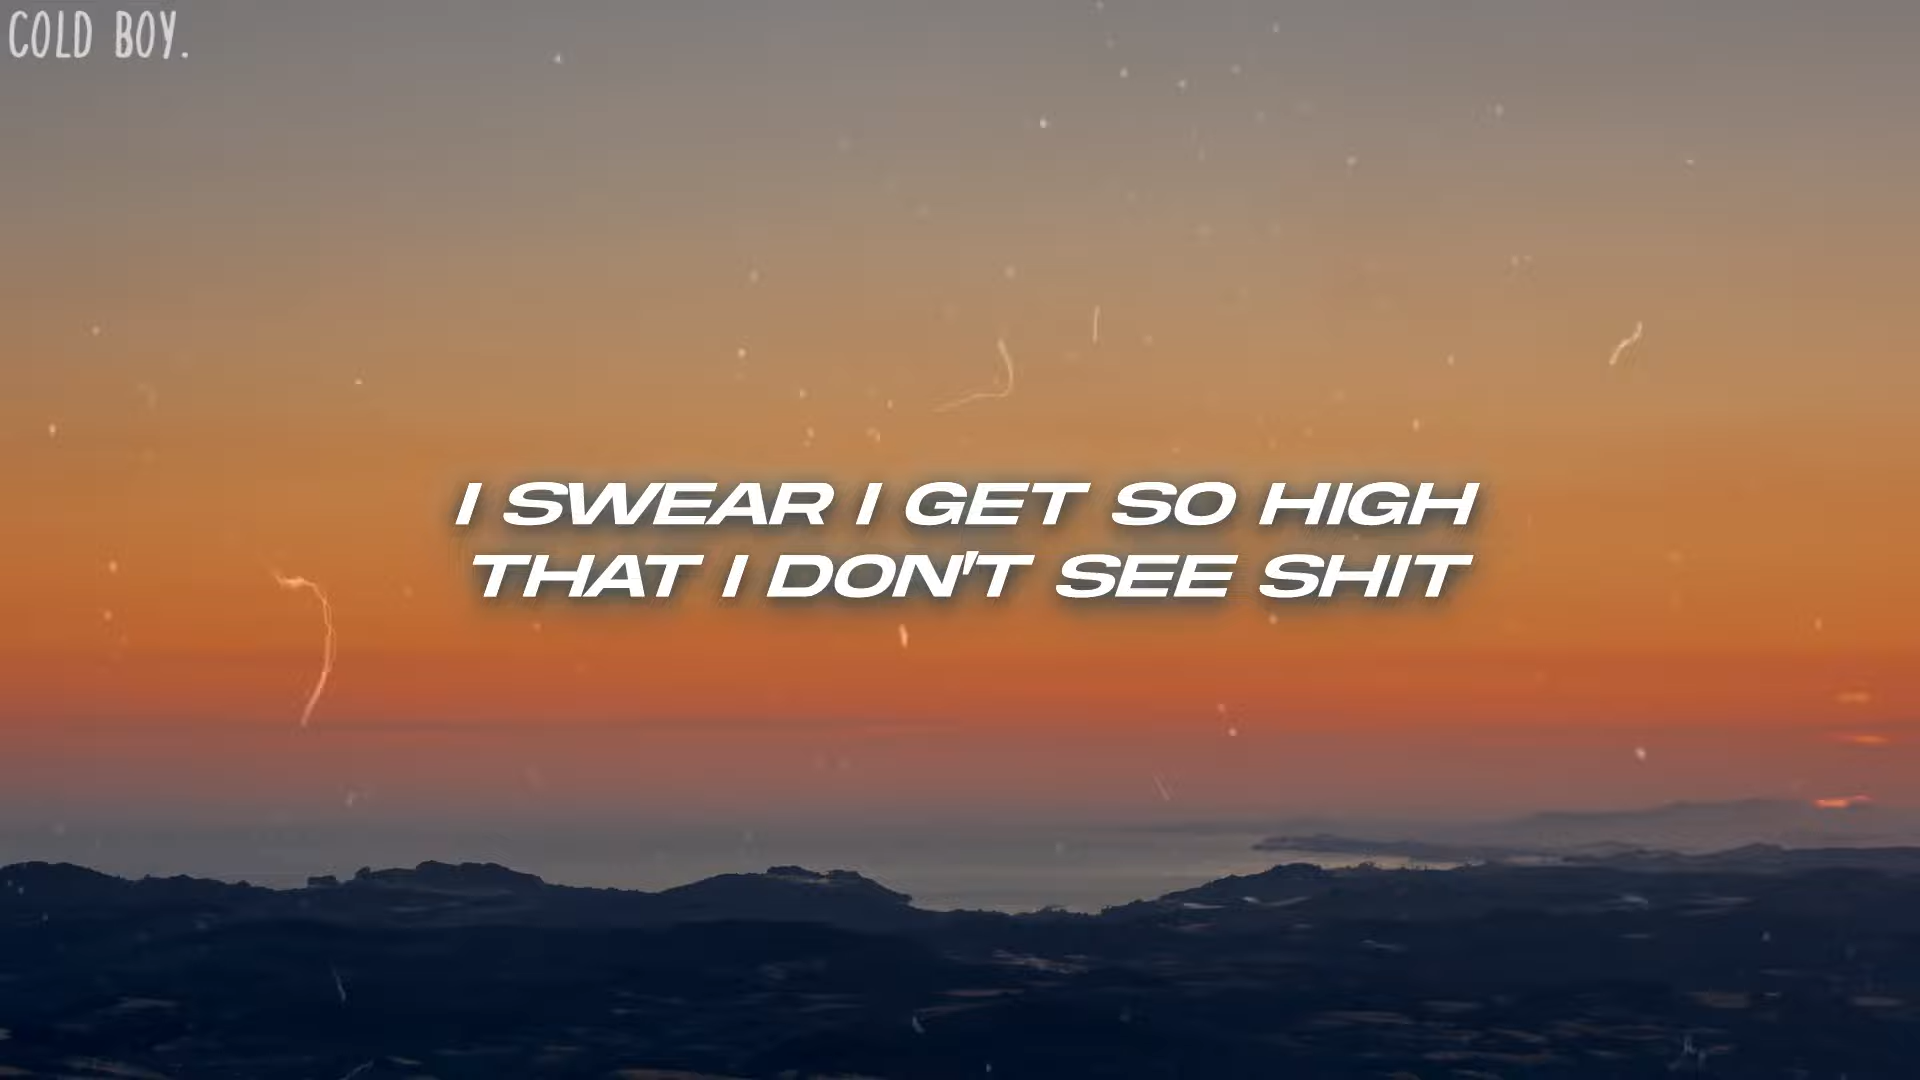 COLD BOY.
I SWEAR I GET SO HIGH
THAT I DON'T SEE SHIT